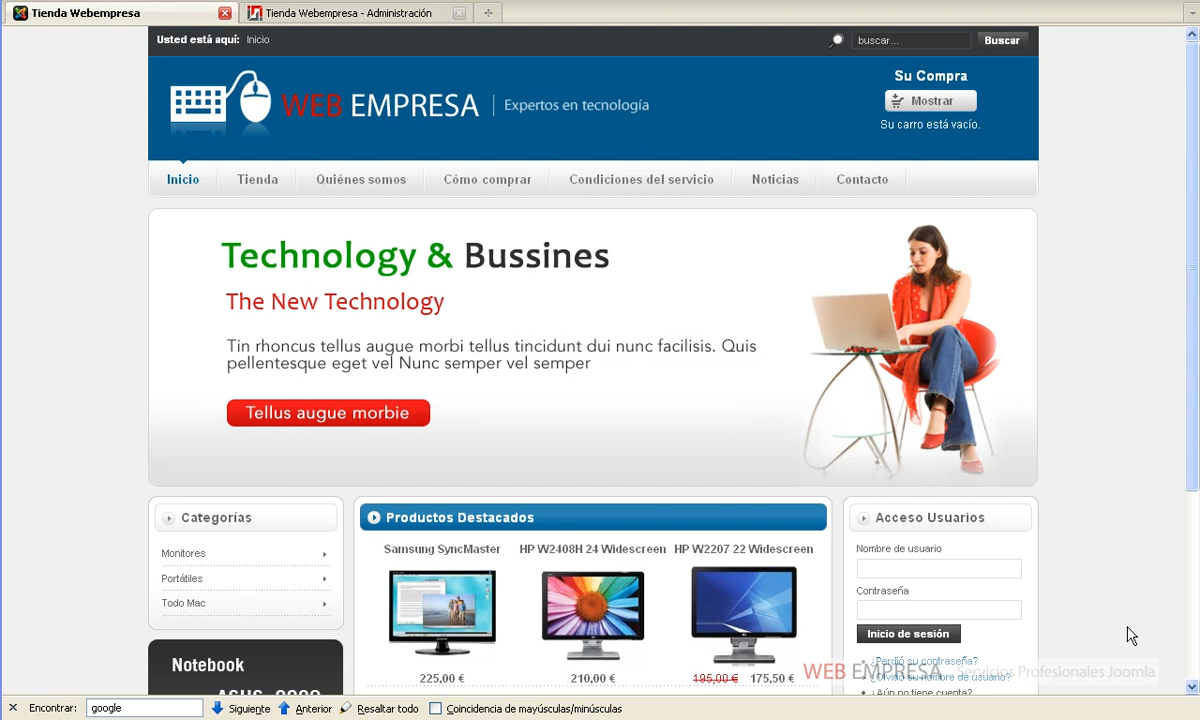 Tienda Webempresa
Tienda Webempresa - Administración
Usted está aquí: Inicio
buscar...
Buscar
WEB EMPRESA
Expertos en tecnología
Su Compra
Mostrar
Su carro está vacío.
Inicio
Tienda
Quiénes somos
Cómo comprar
Condiciones del servicio
Noticias
Contacto
Technology & Bussines
The New Technology
Tin rhoncus tellus augue morbi tellus tincidunt dui nunc facilisis. Quis
pellentesque eget vel Nunc semper vel semper
Tellus augue morbie
Categorías
Monitores
Portátiles
Todo Mac
Notebook
ASUS
Productos Destacados
Samsung SyncMaster
HP W2408H 24 Widescreen
HP W2207 22 Widescreen
225,00 €
210,00 €
195,00 € 175,50 €
Acceso Usuarios
Nombre de usuario
Contraseña
Inicio de sesión
¿Perdió su contraseña?
¿Olvidó su nombre de usuario?
¿Aún no tiene cuenta?
WEB EMPRESA Servicios Profesionales Joomla
Encontrar:
google
Siguiente
Anterior
Resaltar todo
Coincidencia de mayúsculas/minúsculas